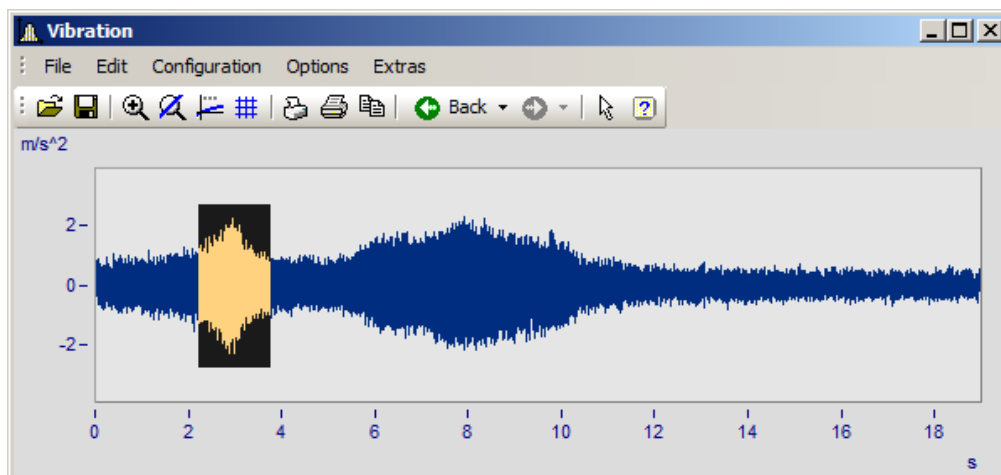 Vibration
File Edit Configuration Options Extras
Back
m/s^2
2
0
-2
0 2 4 6 8 10 12 14 16 18
s